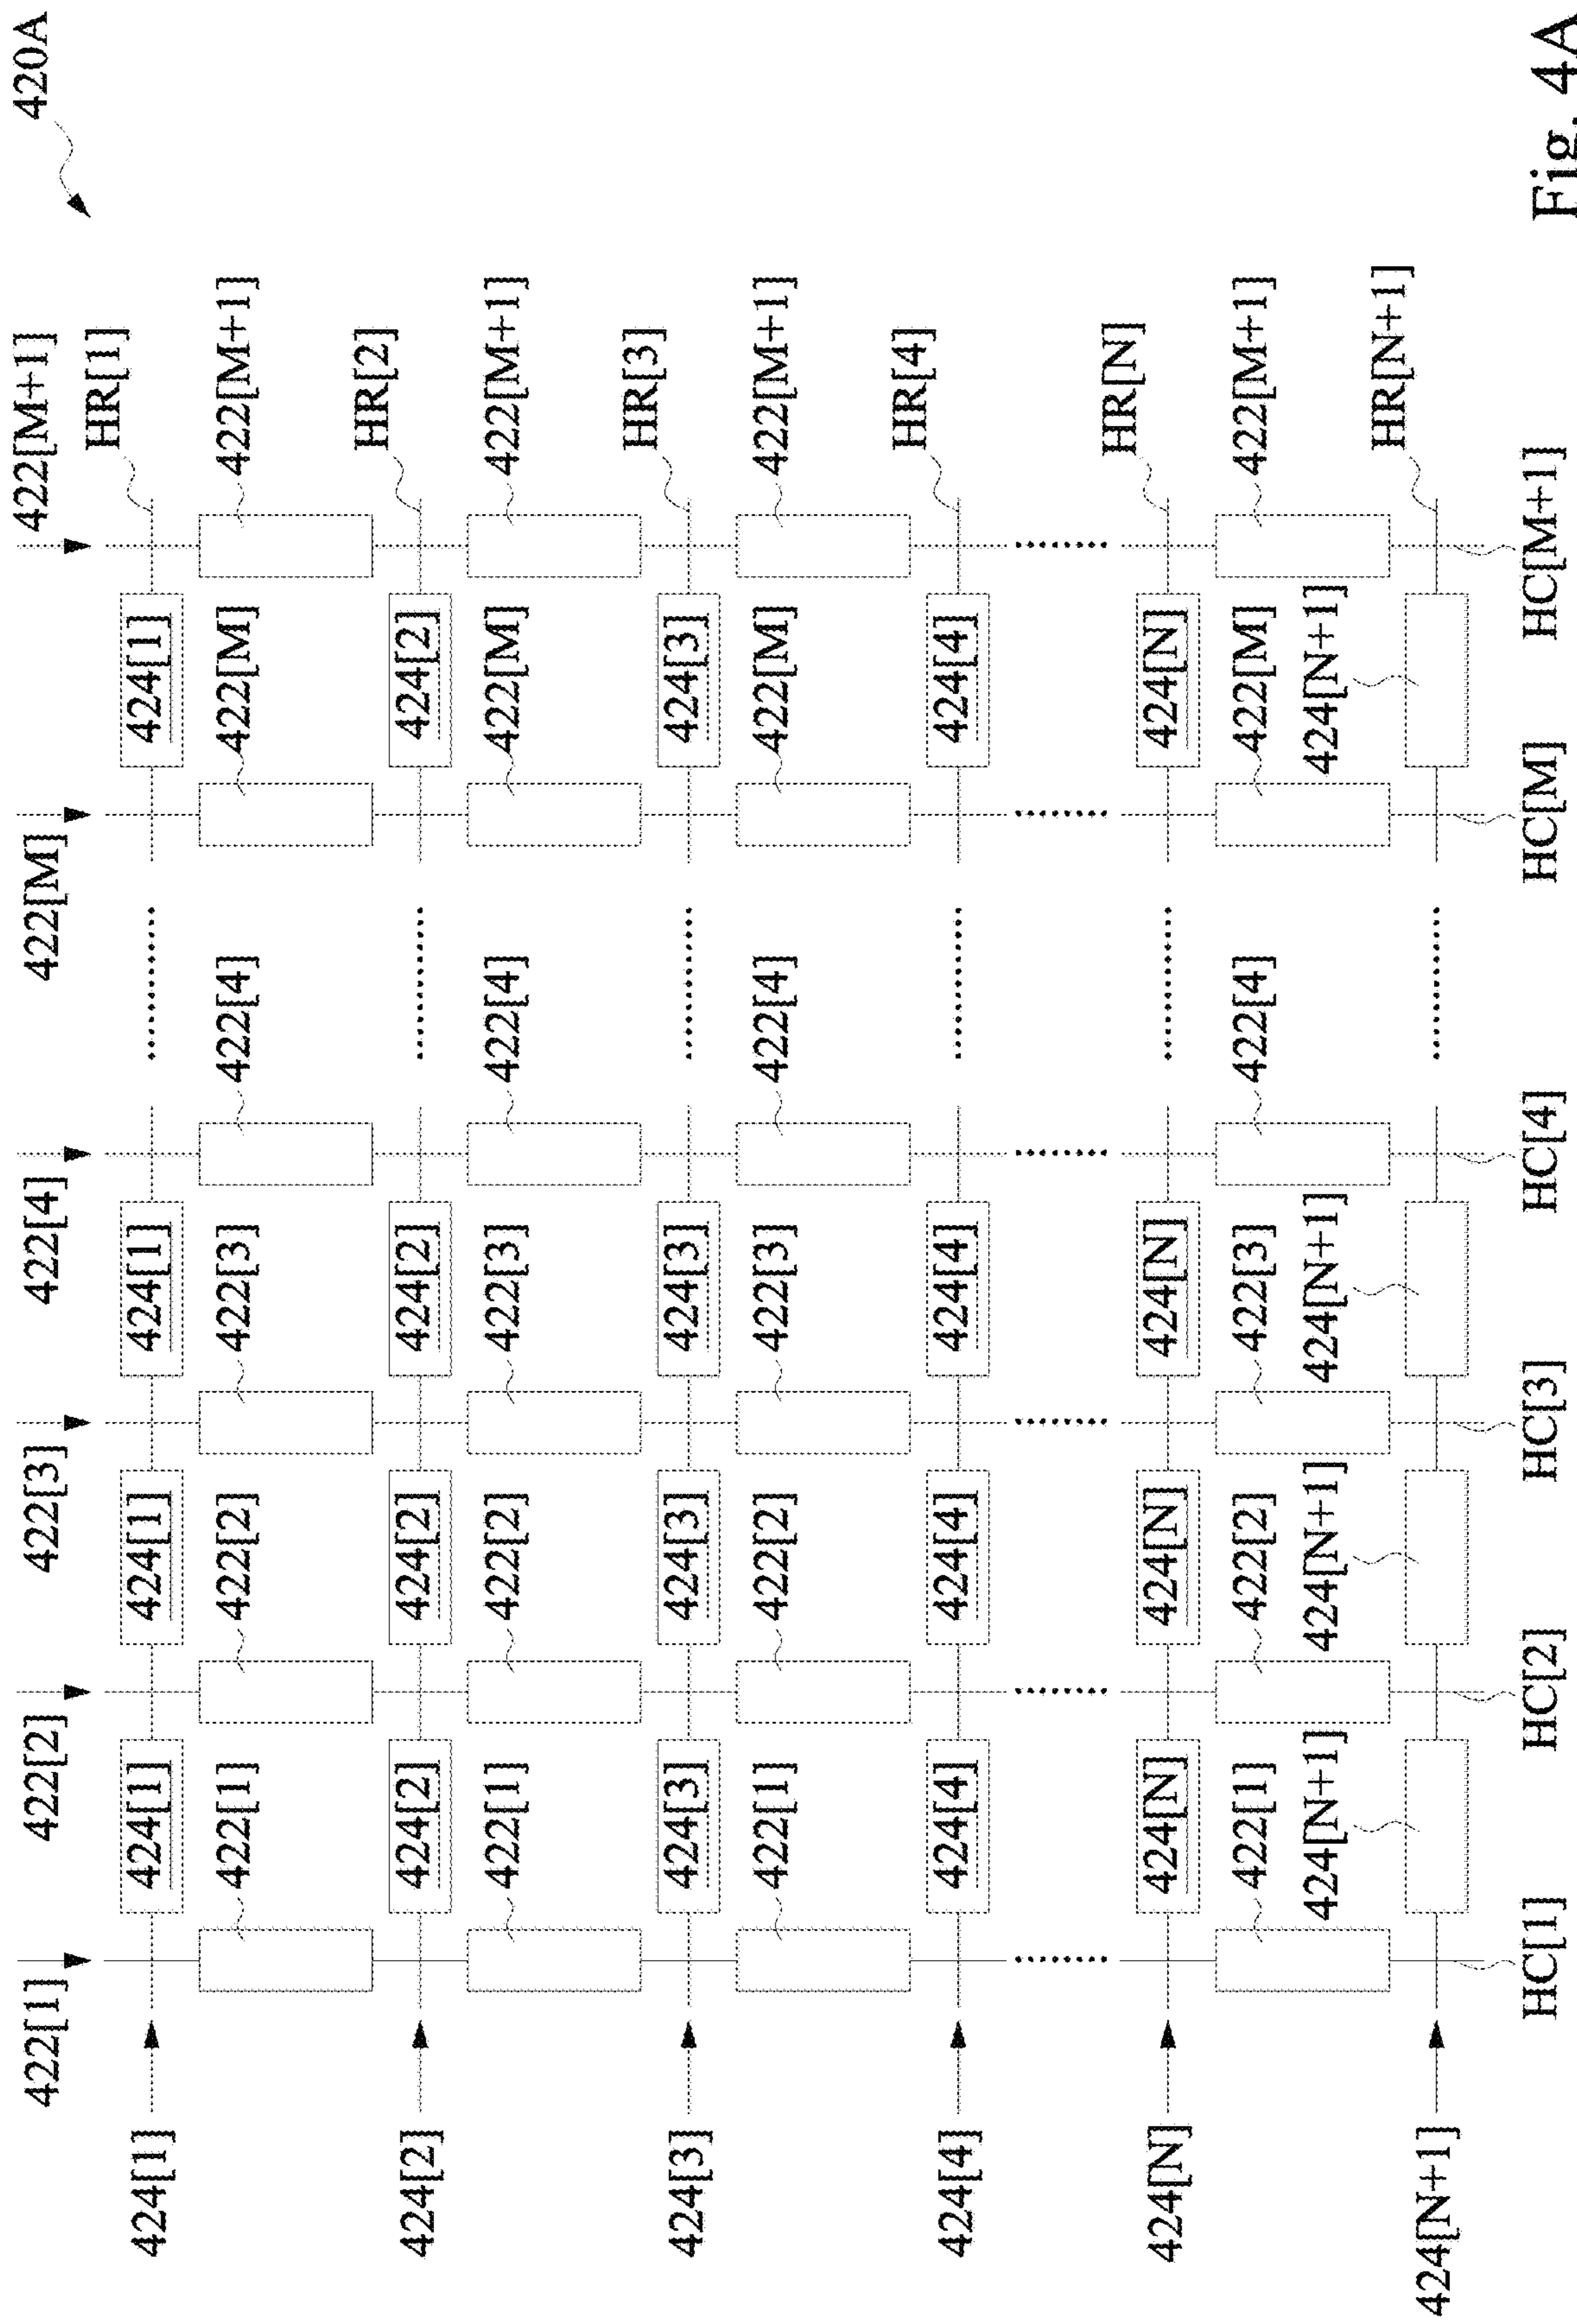 422[1] 422[2] 422[3] 422[4] 422[M] 422[M+1] 420A
HR[1]
424[1] 424[1] 424[1] 424[1] 424[1]
422[1] 422[2] 422[3] 422[4] 422[M] 422[M+1]
HR[2]
424[2] 424[2] 424[2] 424[2] 424[2]
422[1] 422[2] 422[3] 422[4] 422[M] 422[M+1]
HR[3]
424[3] 424[3] 424[3] 424[3] 424[3]
422[1] 422[2] 422[3] 422[4] 422[M] 422[M+1]
HR[4]
424[4] 424[4] 424[4] 424[4] 424[4]
HR[N]
424[N] 424[N] 424[N] 424[N] 424[N]
422[1] 422[2] 422[3] 422[4] 422[M] 422[M+1]
424[N+1] 424[N+1] 424[N+1] 424[N+1]
HR[N+1]
424[N+1]
HC[1] HC[2] HC[3] HC[4] HC[M] HC[M+1]
Fig. 4A